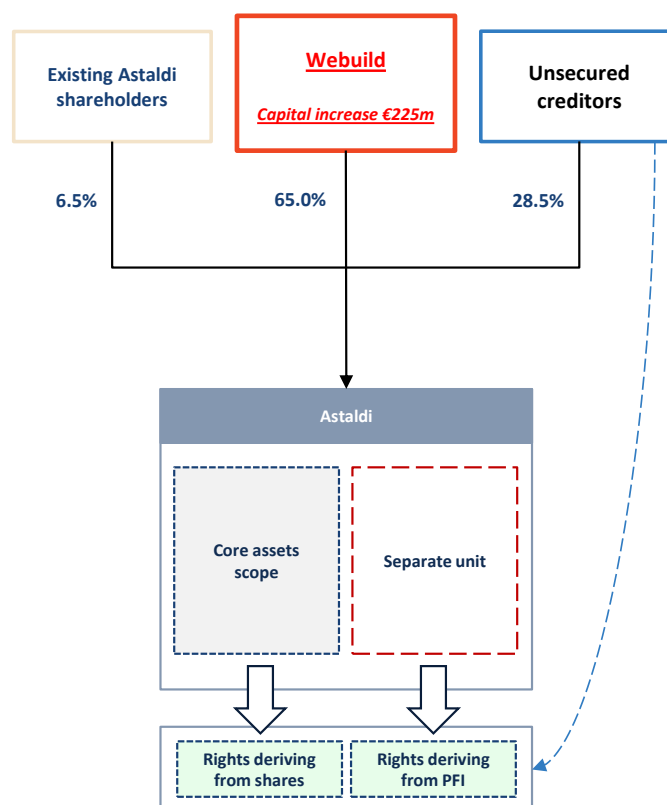 Existing Astaldi
shareholders
Webuild
Capital increase €225m
Unsecured
creditors
6.5%
65.0%
28.5%
Astaldi
Core assets
scope
Separate unit
Rights deriving
from shares
Rights deriving
from PFI